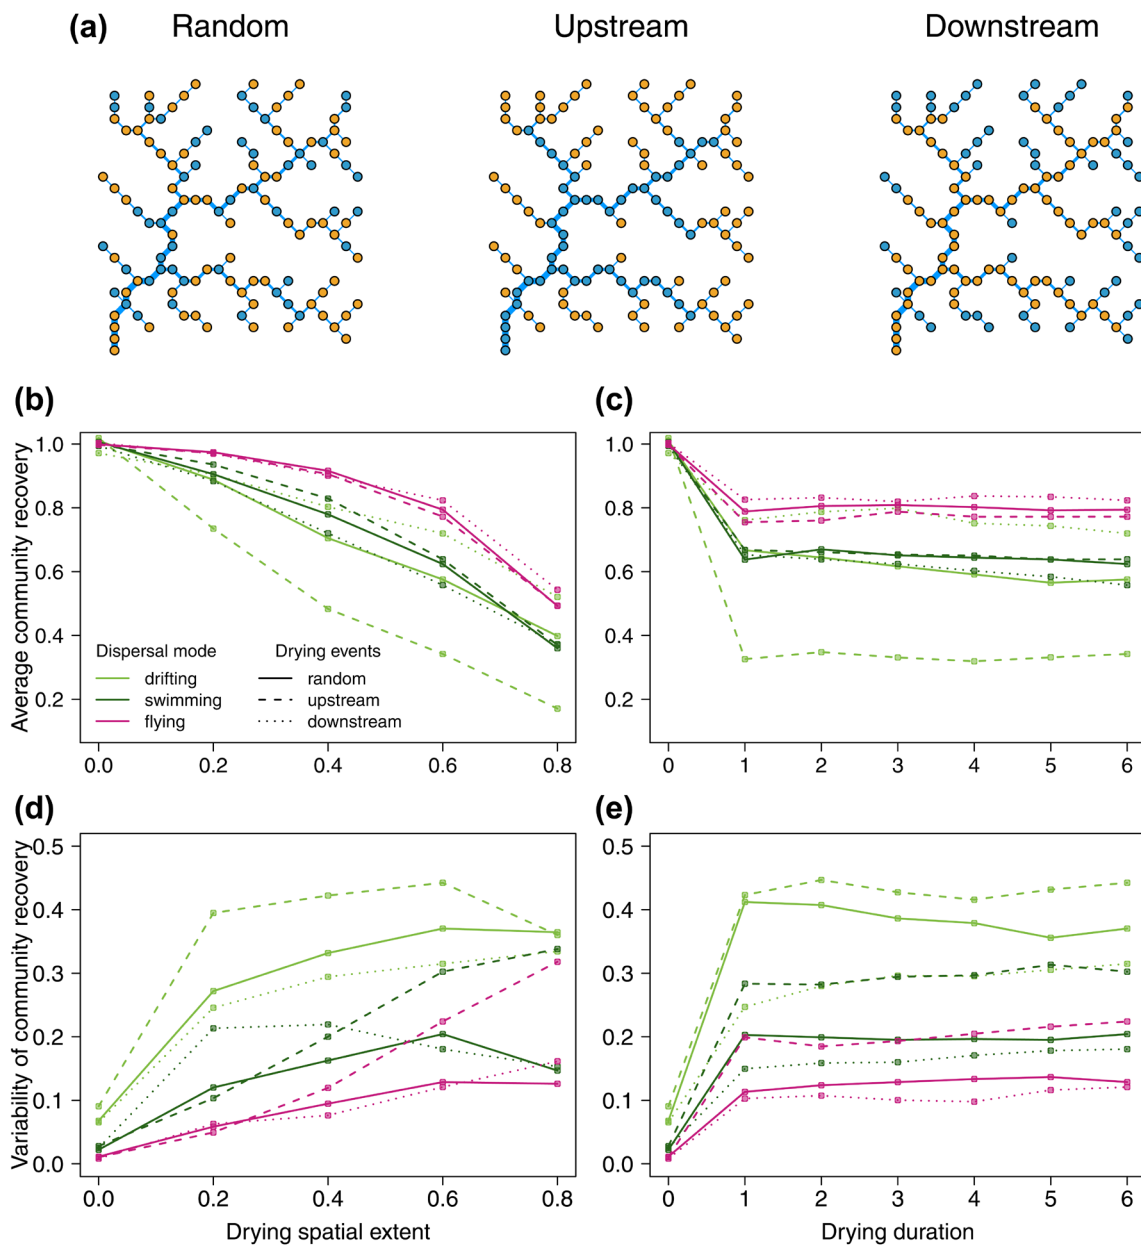 (a) Random Upstream Downstream
(b) (c)
Average community recovery
1.0
0.8
0.6
0.4
0.2
Dispersal mode Drying events
drifting random
swimming upstream
flying downstream
0.0 0.2 0.4 0.6 0.8
1.0
0.8
0.6
0.4
0.2
0 1 2 3 4 5 6
(d) (e)
Variability of community recovery
0.5
0.4
0.3
0.2
0.1
0.0
0.0 0.2 0.4 0.6 0.8
Drying spatial extent
0.5
0.4
0.3
0.2
0.1
0.0
0 1 2 3 4 5 6
Drying duration